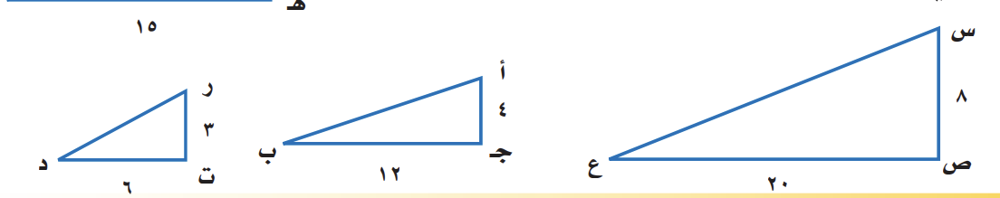 هـ
١٥
س
٨
ص
٢٠
ع
أ
٤
جـ
١٢
ب
ر
٣
ت
٦
د